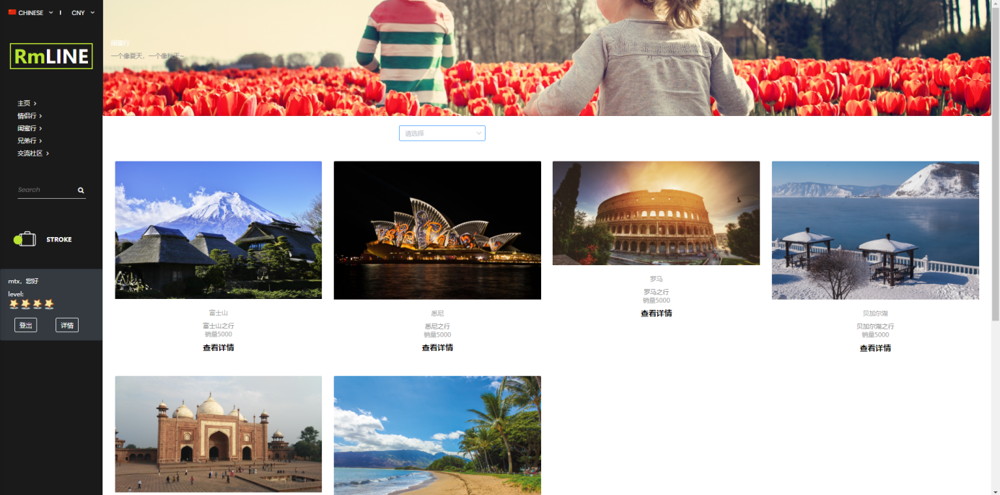 CHINESE
CNY
RmLINE
主页
情侣行
闺蜜行
兄弟行
交流社区
Search
STROKE
mtx，您好
level:
登出
详情
闺蜜行
一个像夏天，一个像秋天~
请选择
富士山
富士山之行
销量5000
查看详情
悉尼
悉尼之行
销量5000
查看详情
罗马
罗马之行
销量5000
查看详情
贝加尔湖
贝加尔湖之行
销量5000
查看详情